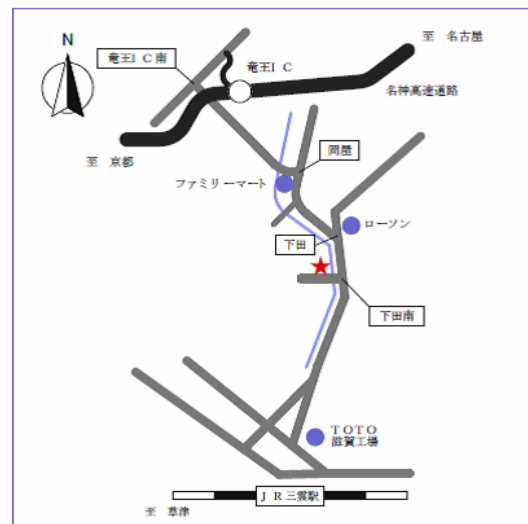 N
至 名古屋
竜王ＩＣ南
竜王ＩＣ
名神高速道路
至 京都
岡屋
ファミリーマート
ローソン
下田
下田南
ＴＯＴＯ
滋賀工場
ＪＲ三雲駅
至 草津